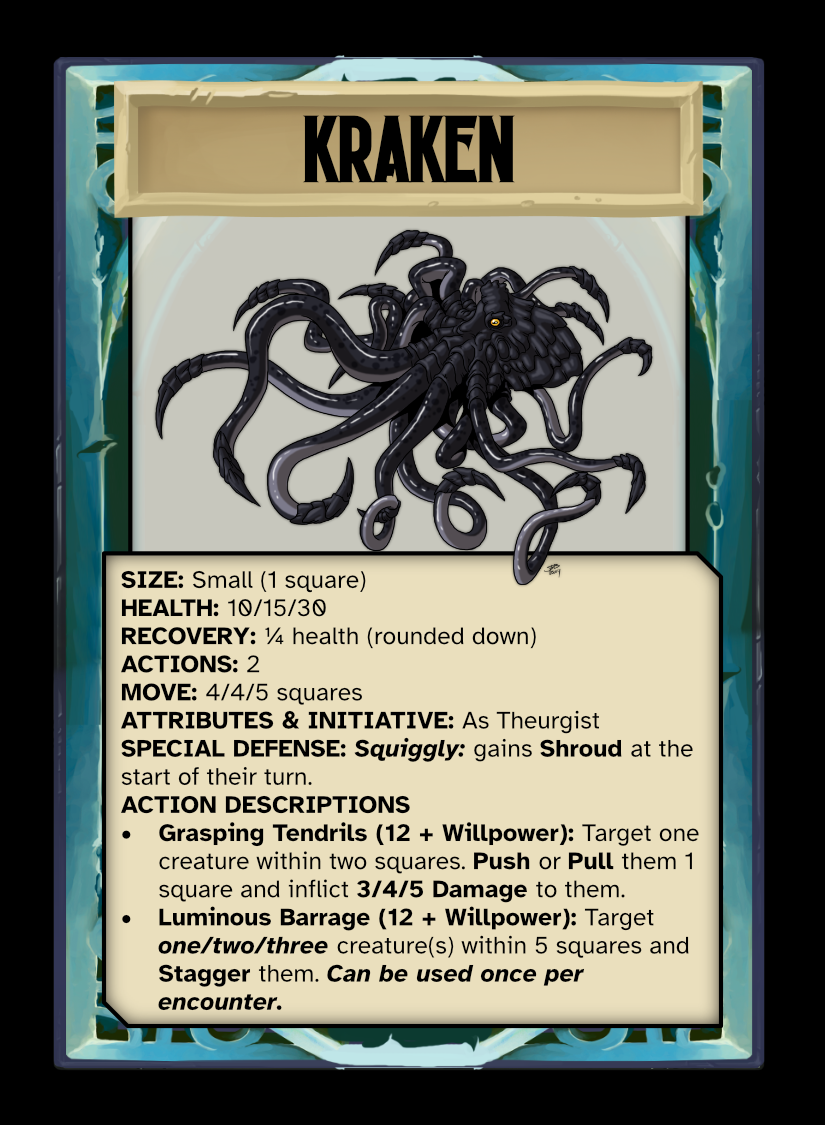 KRAKEN
SIZE: Small (1 square)
HEALTH: 10/15/30
RECOVERY: ¼ health (rounded down)
ACTIONS: 2
MOVE: 4/4/5 squares
ATTRIBUTES & INITIATIVE: As Theurgist
SPECIAL DEFENSE: Squiggly: gains Shroud at the
start of their turn.
ACTION DESCRIPTIONS
• Grasping Tendrils (12 + Willpower): Target one
creature within two squares. Push or Pull them 1
square and inflict 3/4/5 Damage to them.
• Luminous Barrage (12 + Willpower): Target
one/two/three creature(s) within 5 squares and
Stagger them. Can be used once per
encounter.